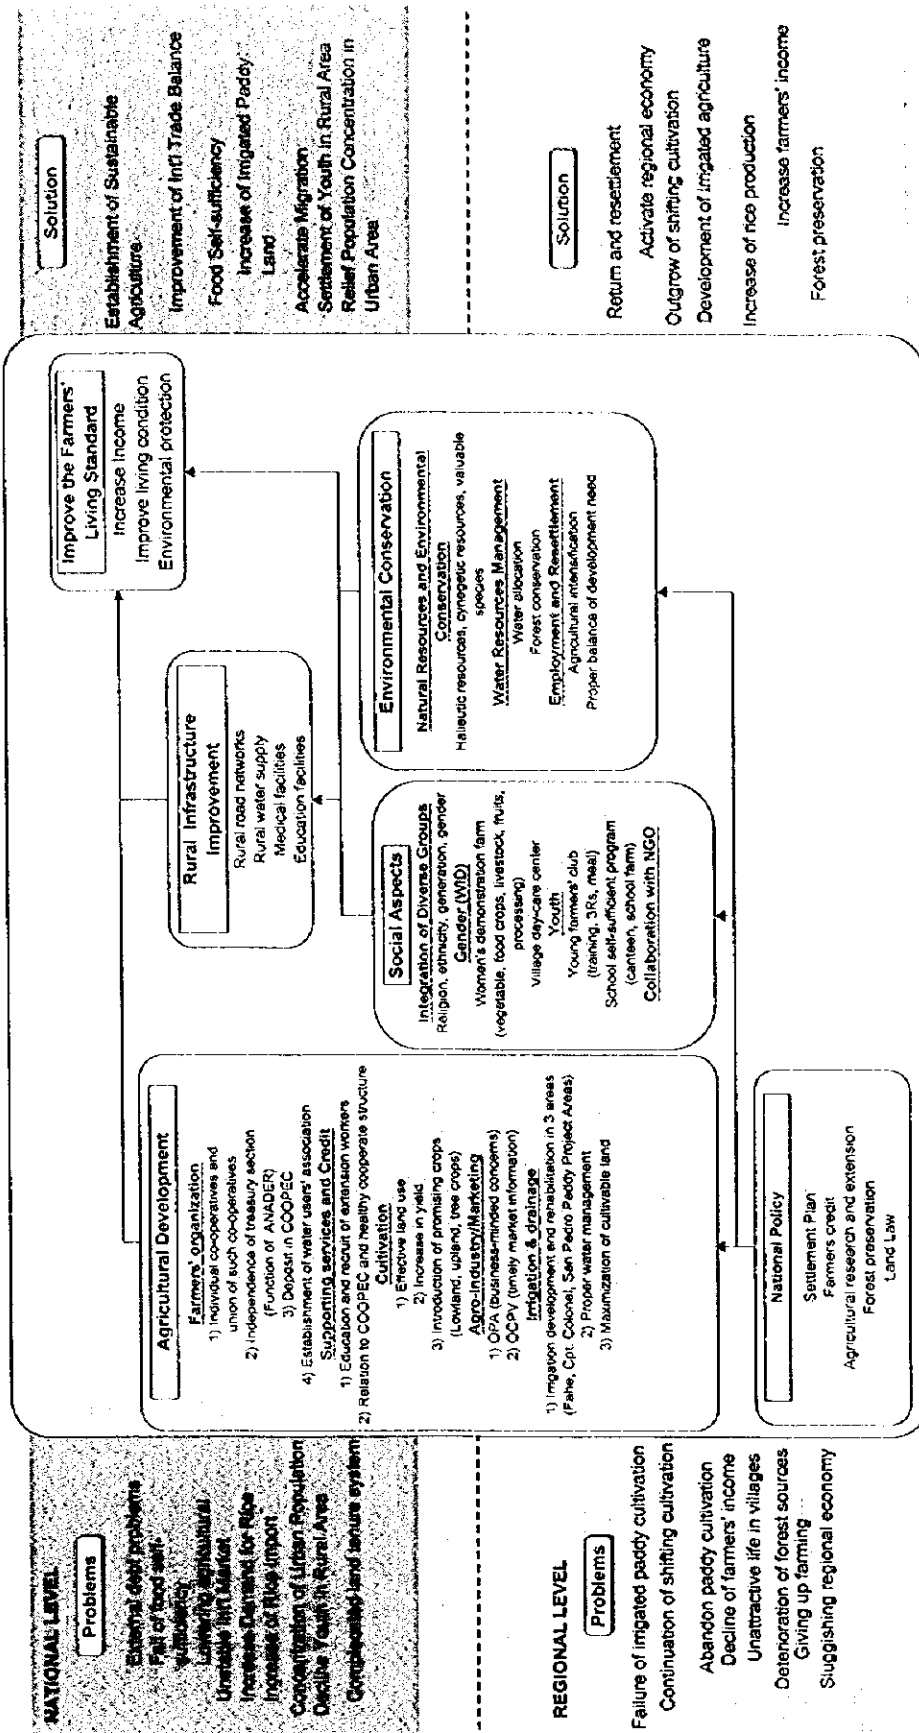 NATIONAL LEVEL
Problems
External debt problems
Fall of food self-
sufficiency
Lowering agricultural
Unstable Int'l Market
Increase Demand for Rice
Increase of Rice Import
Concentration of Urban Population
Decline Youth in Rural Area
Complicated land tenure system
REGIONAL LEVEL
Problems
Failure of irrigated paddy cultivation
Continuation of shifting cultivation
Abandon paddy cultivation
Decline of farmers' income
Unattractive life in villages
Deterioration of forest sources
Giving up farming
Sluggishing regional economy
Agricultural Development
Farmers' organization
1) Individual co-operatives and
union of such co-operatives
2) Independence of treasury section
(Function of ANADER)
3) Deposit in COOPEC
4) Establishment of water users' association
Supporting services and Credit
1) Education and recruit of extension workers
2) Relation to COOPEC and healthy cooperate structure
Cultivation
1) Effective land use
2) Increase in yield
3) Introduction of promising crops
(Lowland, upland, tree crops)
Agro-industry/Marketing
1) OPA (business-minded concerns)
2) OCPV (timely market information)
Irrigation & drainage
1) Irrigation development and rehabilitation in 3 areas
(Fahe, Cpt. Colonel, San Pedro Paddy Project Areas)
2) Proper water management
3) Maximization of cultivable land
National Policy
Settlement Plan
Farmers credit
Agricultural research and extension
Forest preservation
Land Law
Rural Infrastructure
Improvement
Rural road networks
Rural water supply
Medical facilities
Education facilities
Social Aspects
Integration of Diverse Groups
Religion, ethnicity, generation, gender
Gender (WID)
Women's demonstration farm
(vegetable, food crops, livestock, fruits,
processing)
Village day-care center
Youth
Young farmers' club
(training, 3Rs, meal)
School self-sufficient program
(canteen, school farm)
Collaboration with NGO
Improve the Farmers'
Living Standard
Increase Income
Improve living condition
Environmental protection
Environmental Conservation
Natural Resources and Environmental
Conservation
Halieutic resources, cynegetic resources, valuable
species
Water Resources Management
Water allocation
Forest conservation
Employment and Resettlement
Agricultural intensification
Proper balance of development need
Solution
Establishment of Sustainable
Agriculture
Improvement of Int'l Trade Balance
Food Self-sufficiency
Increase of Irrigated Paddy
Land
Accelerate Migration
Settlement of Youth in Rural Area
Relief Population Concentration in
Urban Area
Solution
Return and resettlement
Activate regional economy
Outgrow of shifting cultivation
Development of irrigated agriculture
Increase of rice production
Increase farmers' income
Forest preservation